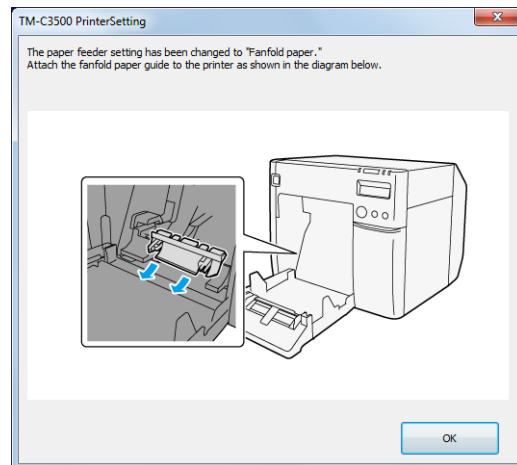 TM-C3500 PrinterSetting
The paper feeder setting has been changed to "Fanfold paper."
Attach the fanfold paper guide to the printer as shown in the diagram below.
OK